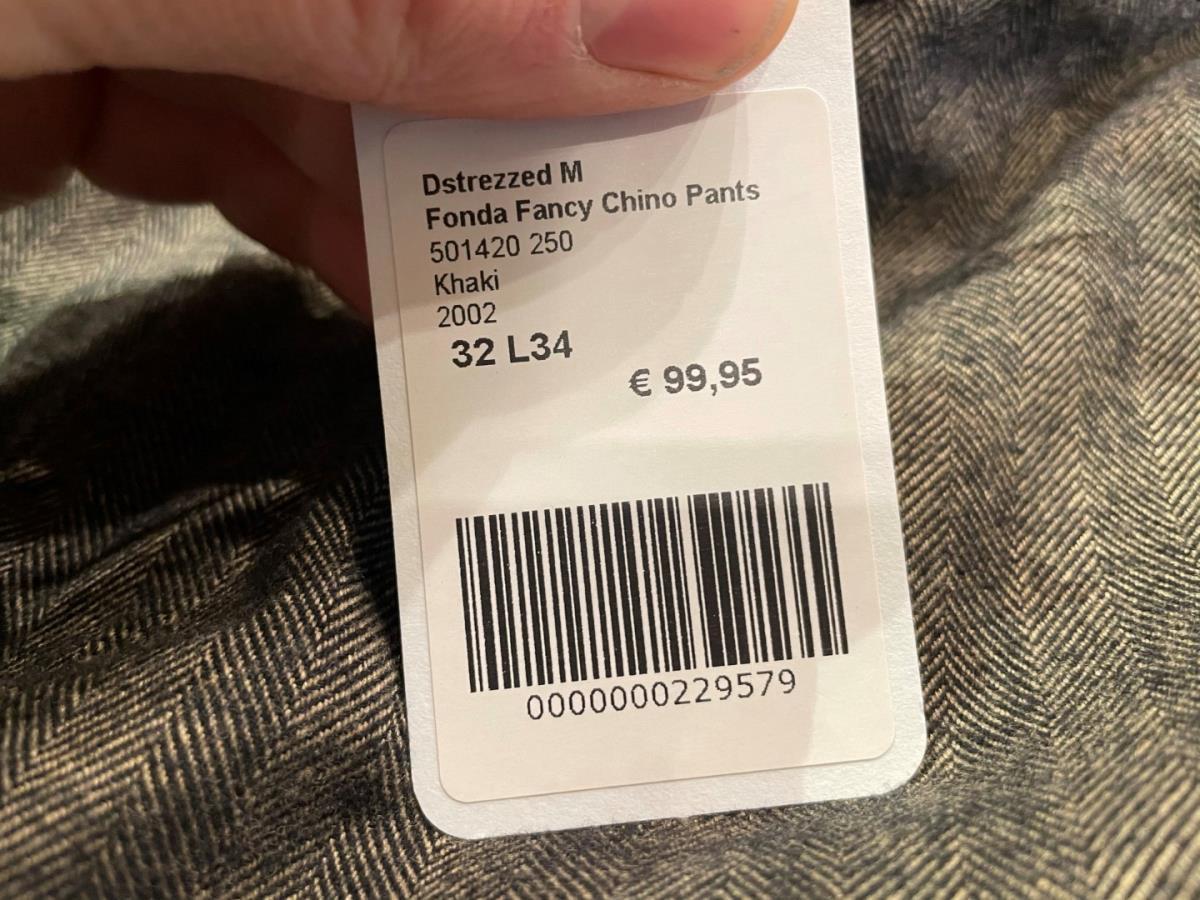 Dstrezzed M
Fonda Fancy Chino Pants
501420 250
Khaki
2002
32 L34
€ 99,95
0000000229579